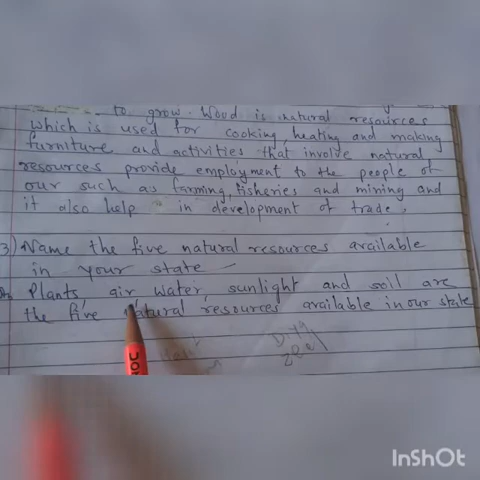 to grow. Wood is natural resources
which is used for cooking, heating and making
furniture and activities that involve natural
resources provide employment to the people of
our such as farming, fisheries and mining and
it also help in development of trade.
3) Name the five natural resources available
in your state
Ans Plants, air, water, sunlight and soil are
the five natural resources available in our state
InShOt